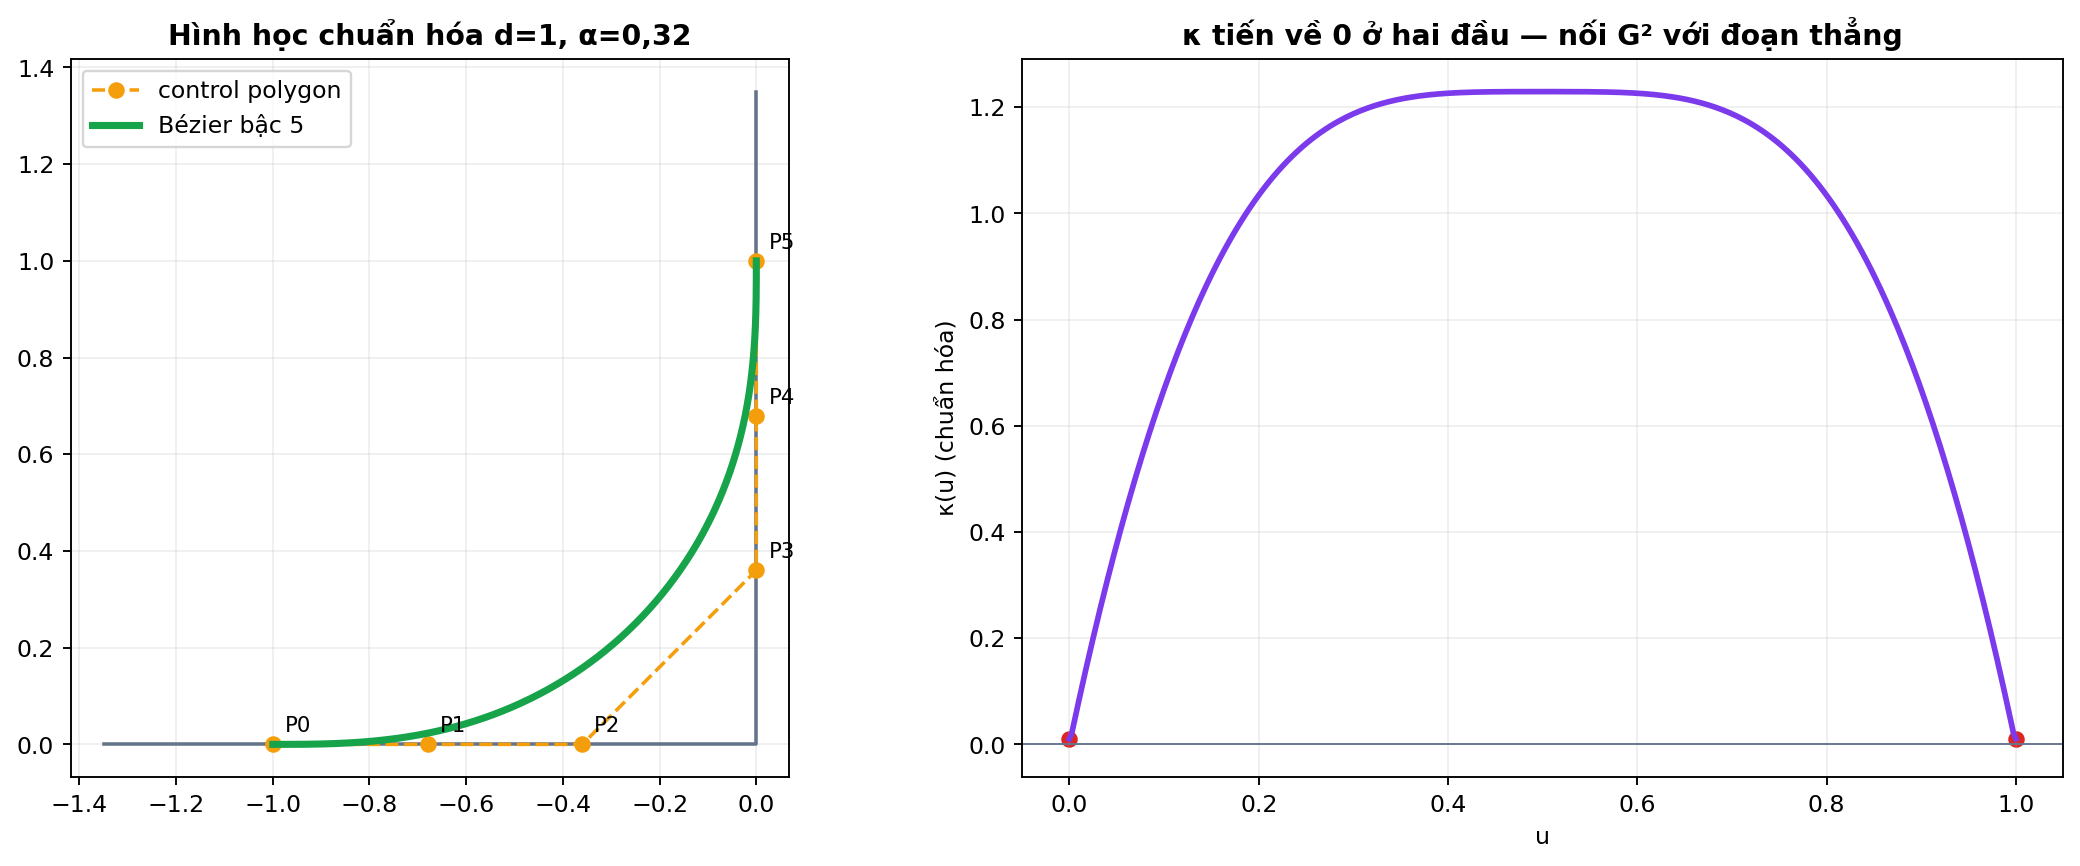 Hình học chuẩn hóa d=1, α=0,32
control polygon
Bézier bậc 5
1.4
1.2
1.0
0.8
0.6
0.4
0.2
0.0
P5
P4
P3
P0 P1 P2
−1.4 −1.2 −1.0 −0.8 −0.6 −0.4 −0.2 0.0
κ tiến về 0 ở hai đầu — nối G² với đoạn thẳng
κ(u) (chuẩn hóa)
1.2
1.0
0.8
0.6
0.4
0.2
0.0
0.0 0.2 0.4 0.6 0.8 1.0
u